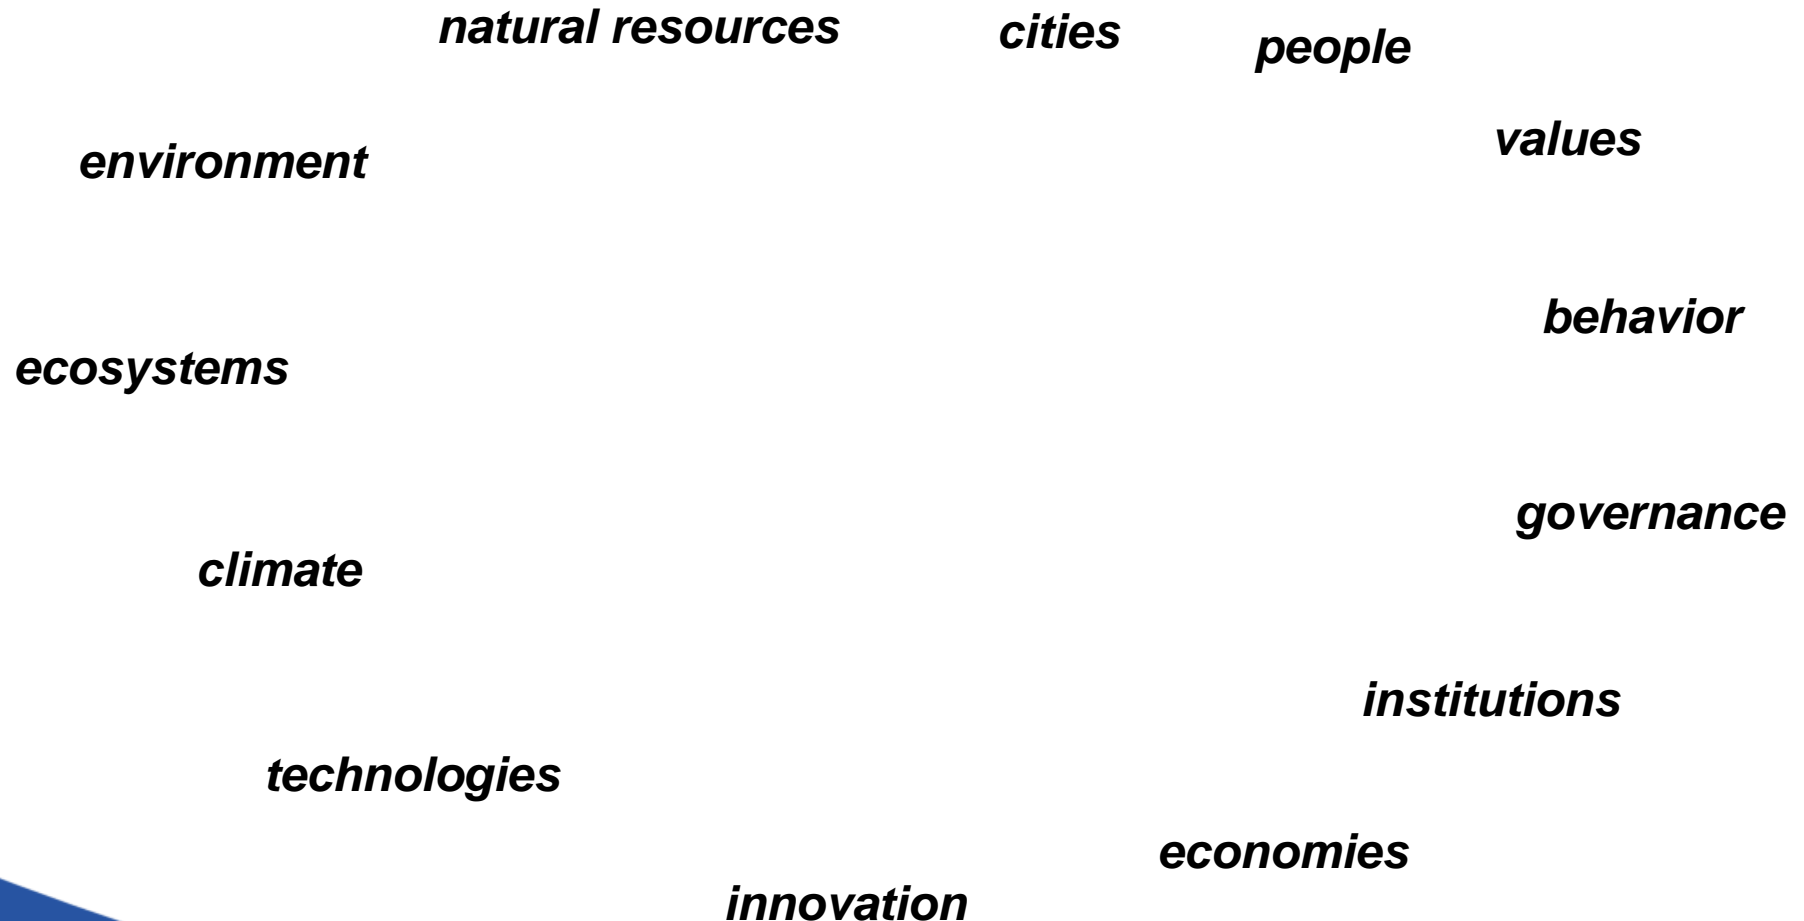 natural resources
cities
people
values
environment
behavior
ecosystems
governance
climate
institutions
technologies
economies
innovation